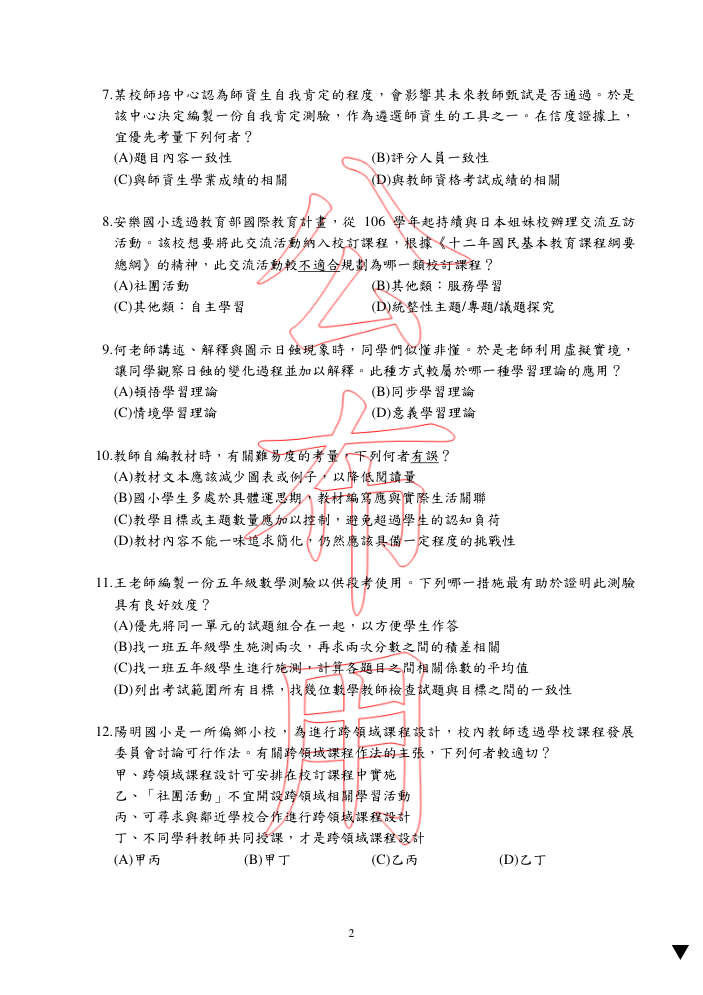 7.某校師培中心認為師資生自我肯定的程度，會影響其未來教師甄試是否通過。於是
該中心決定編製一份自我肯定測驗，作為遴選師資生的工具之一。在信度證據上，
宜優先考量下列何者？
(A)題目內容一致性 (B)評分人員一致性
(C)與師資生學業成績的相關 (D)與教師資格考試成績的相關
8.安樂國小透過教育部國際教育計畫，從 106 學年起持續與日本姐妹校辦理交流互訪
活動。該校想要將此交流活動納入校訂課程，根據《十二年國民基本教育課程綱要
總綱》的精神，此交流活動較不適合規劃為哪一類校訂課程？
(A)社團活動 (B)其他類：服務學習
(C)其他類：自主學習 (D)統整性主題/專題/議題探究
9.何老師講述、解釋與圖示日蝕現象時，同學們似懂非懂。於是老師利用虛擬實境，
讓同學觀察日蝕的變化過程並加以解釋。此種方式較屬於哪一種學習理論的應用？
(A)頓悟學習理論 (B)同步學習理論
(C)情境學習理論 (D)意義學習理論
10.教師自編教材時，有關難易度的考量，下列何者有誤？
(A)教材文本應該減少圖表或例子，以降低閱讀量
(B)國小學生多處於具體運思期，教材編寫應與實際生活關聯
(C)教學目標或主題數量應加以控制，避免超過學生的認知負荷
(D)教材內容不能一味追求簡化，仍然應該具備一定程度的挑戰性
11.王老師編製一份五年級數學測驗以供段考使用。下列哪一措施最有助於證明此測驗
具有良好效度？
(A)優先將同一單元的試題組合在一起，以方便學生作答
(B)找一班五年級學生施測兩次，再求兩次分數之間的積差相關
(C)找一班五年級學生進行施測，計算各題目之間相關係數的平均值
(D)列出考試範圍所有目標，找幾位數學教師檢查試題與目標之間的一致性
12.陽明國小是一所偏鄉小校，為進行跨領域課程設計，校內教師透過學校課程發展
委員會討論可行作法。有關跨領域課程作法的主張，下列何者較適切？
甲、跨領域課程設計可安排在校訂課程中實施
乙、「社團活動」不宜開設跨領域相關學習活動
丙、可尋求與鄰近學校合作進行跨領域課程設計
丁、不同學科教師共同授課，才是跨領域課程設計
(A)甲丙 (B)甲丁 (C)乙丙 (D)乙丁
公布用
2